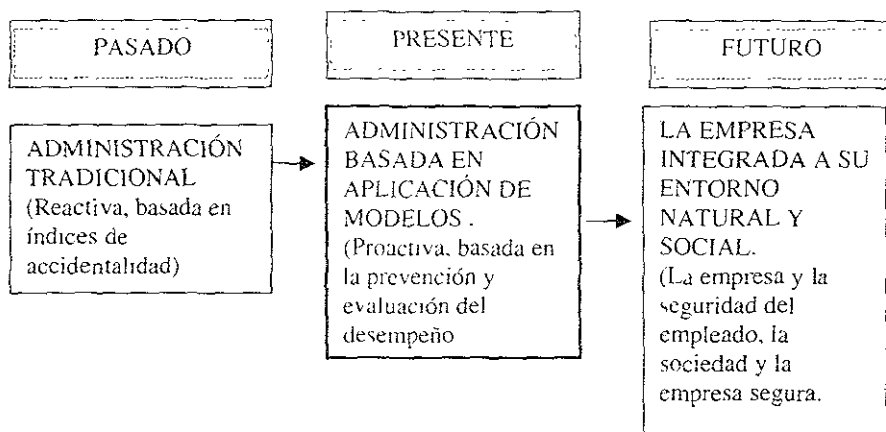 PASADO
PRESENTE
FUTURO
ADMINISTRACIÓN
TRADICIONAL
(Reactiva, basada en
índices de
accidentalidad)
ADMINISTRACIÓN
BASADA EN
APLICACIÓN DE
MODELOS .
(Proactiva, basada en
la prevención y
evaluación del
desempeño
LA EMPRESA
INTEGRADA A SU
ENTORNO
NATURAL Y
SOCIAL.
(La empresa y la
seguridad del
empleado, la
sociedad y la
empresa segura.